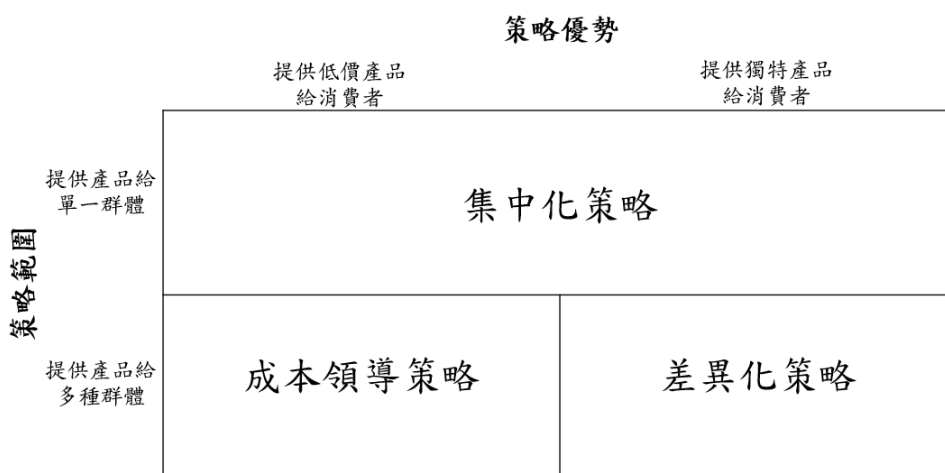 策略優勢
提供低價產品
給消費者
提供獨特產品
給消費者
策略範圍
提供產品給
單一群體
集中化策略
提供產品給
多種群體
成本領導策略
差異化策略